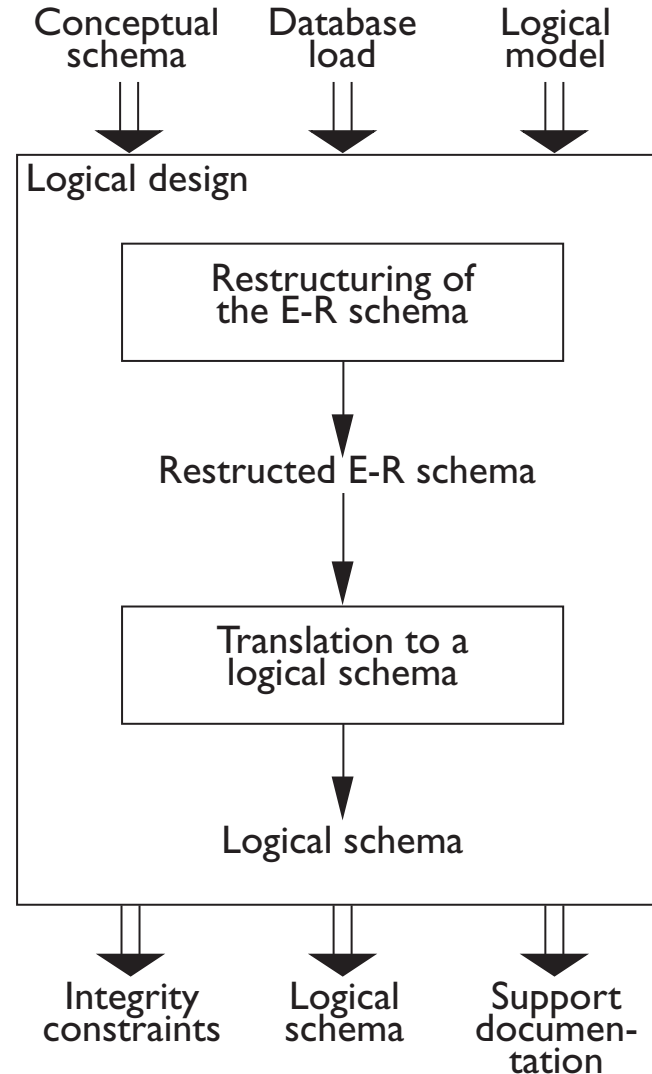 Conceptual
schema
Database
load
Logical
model
Logical design
Restructuring of
the E-R schema
Restructed E-R schema
Translation to a
logical schema
Logical schema
Integrity
constraints
Logical
schema
Support
documen-
tation